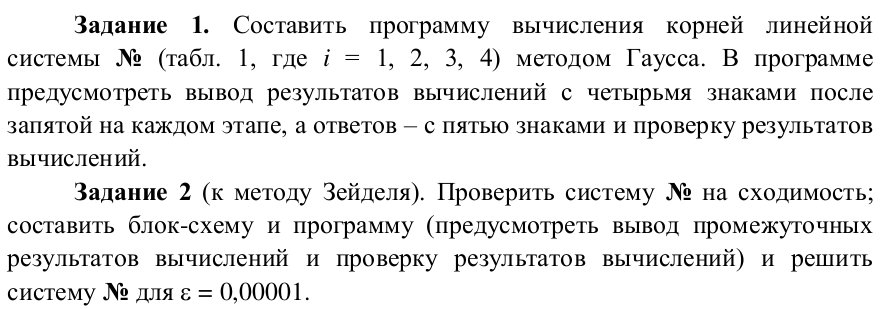 Задание 1. Составить программу вычисления корней линейной
системы № (табл. 1, где i = 1, 2, 3, 4) методом Гаусса. В программе
предусмотреть вывод результатов вычислений с четырьмя знаками после
запятой на каждом этапе, а ответов – с пятью знаками и проверку результатов
вычислений.
Задание 2 (к методу Зейделя). Проверить систему № на сходимость;
составить блок-схему и программу (предусмотреть вывод промежуточных
результатов вычислений и проверку результатов вычислений) и решить
систему № для ε = 0,00001.